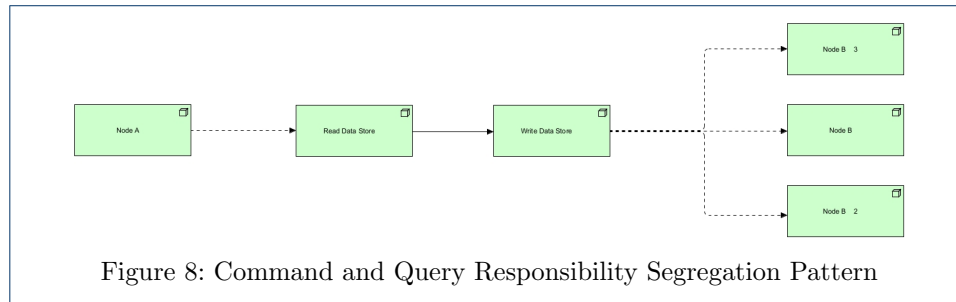 Node B 3
Node A
Read Data Store
Write Data Store
Node B
Node B 2
Figure 8: Command and Query Responsibility Segregation Pattern